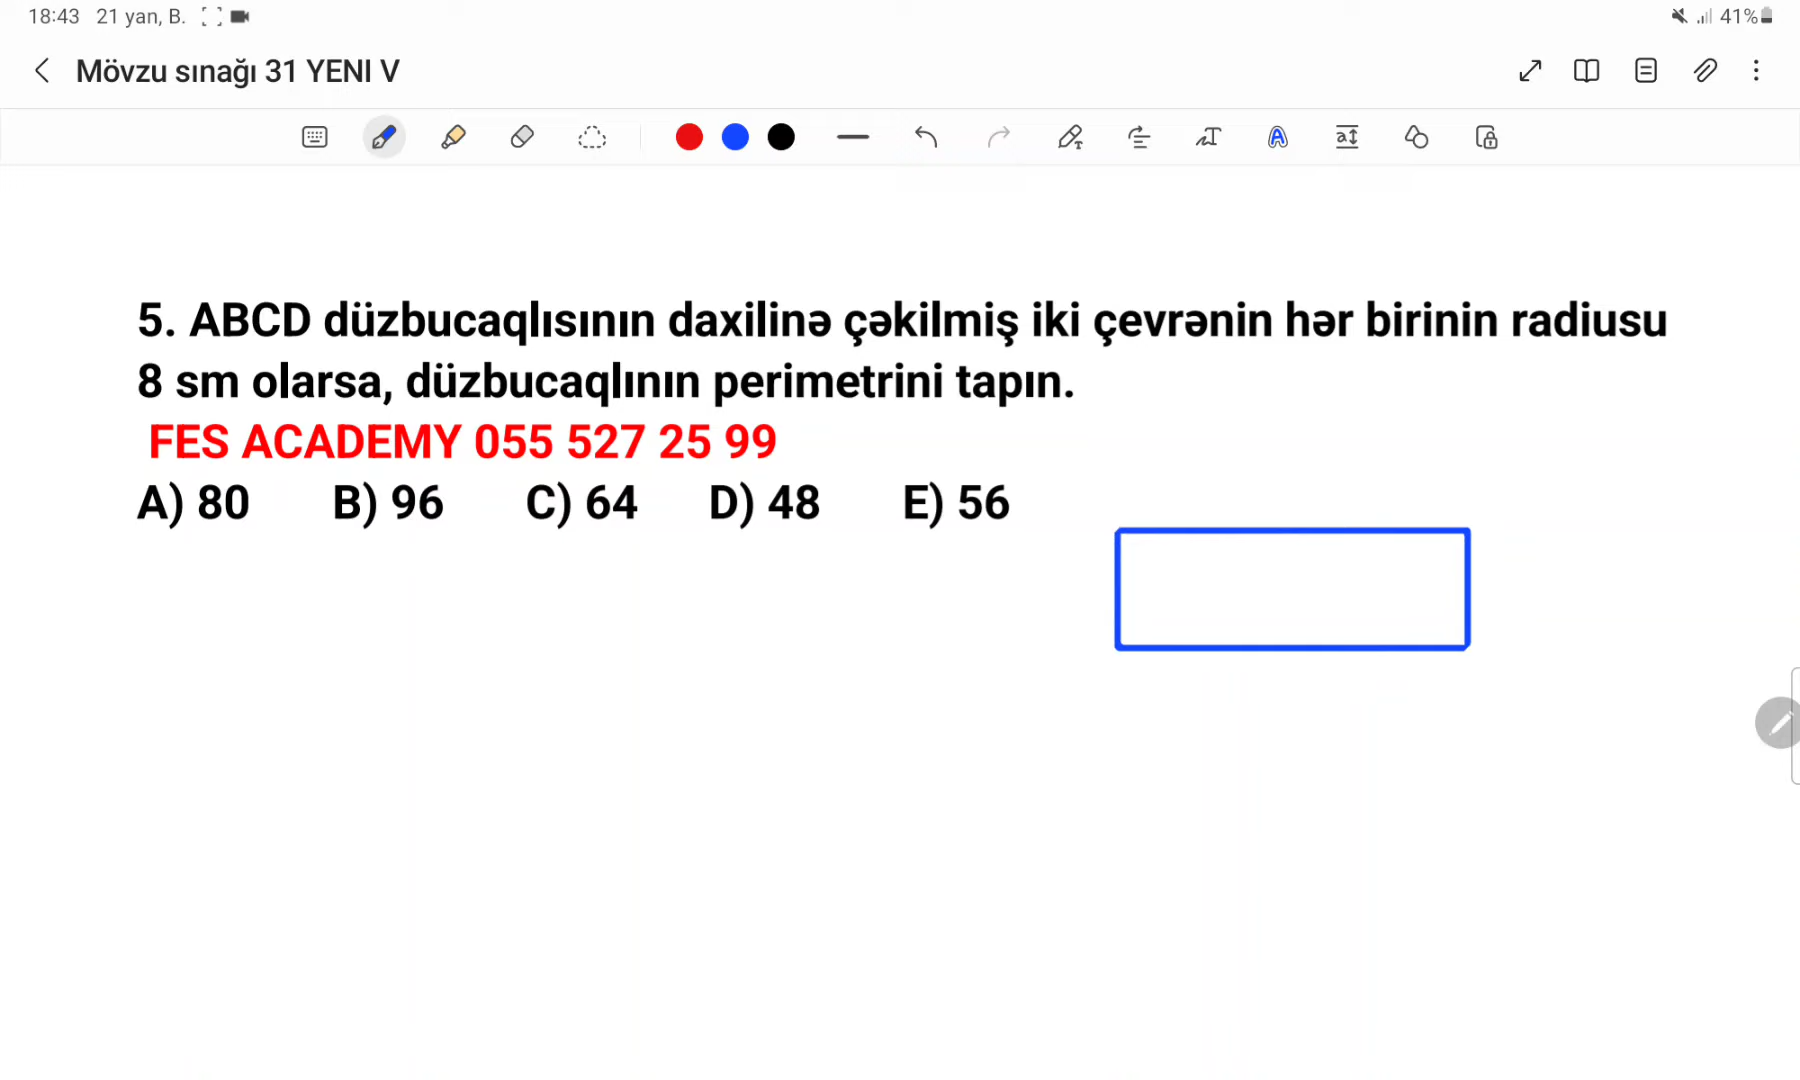 18:43 21 yan, B. 41%
Mövzu sınağı 31 YENI V
5. ABCD düzbucaqlısının daxilinə çəkilmiş iki çevrənin hər birinin radiusu
8 sm olarsa, düzbucaqlının perimetrini tapın.
FES ACADEMY 055 527 25 99
A) 80 B) 96 C) 64 D) 48 E) 56